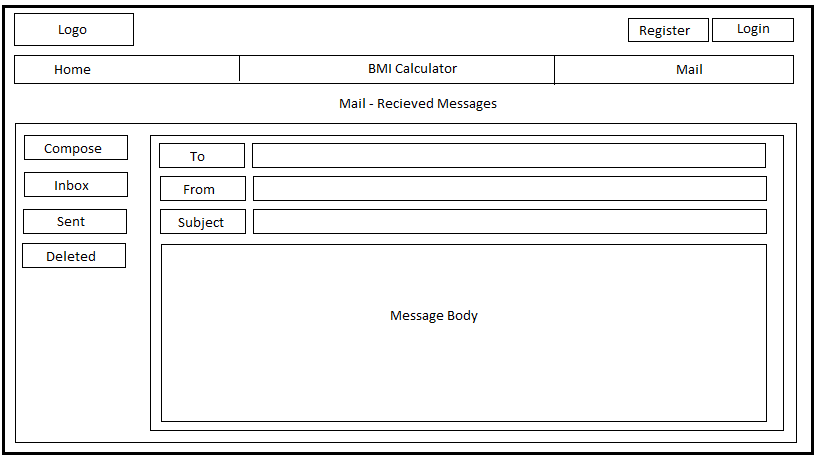 Logo
Register
Login
Home
BMI Calculator
Mail
Mail - Recieved Messages
Compose
Inbox
Sent
Deleted
To
From
Subject
Message Body